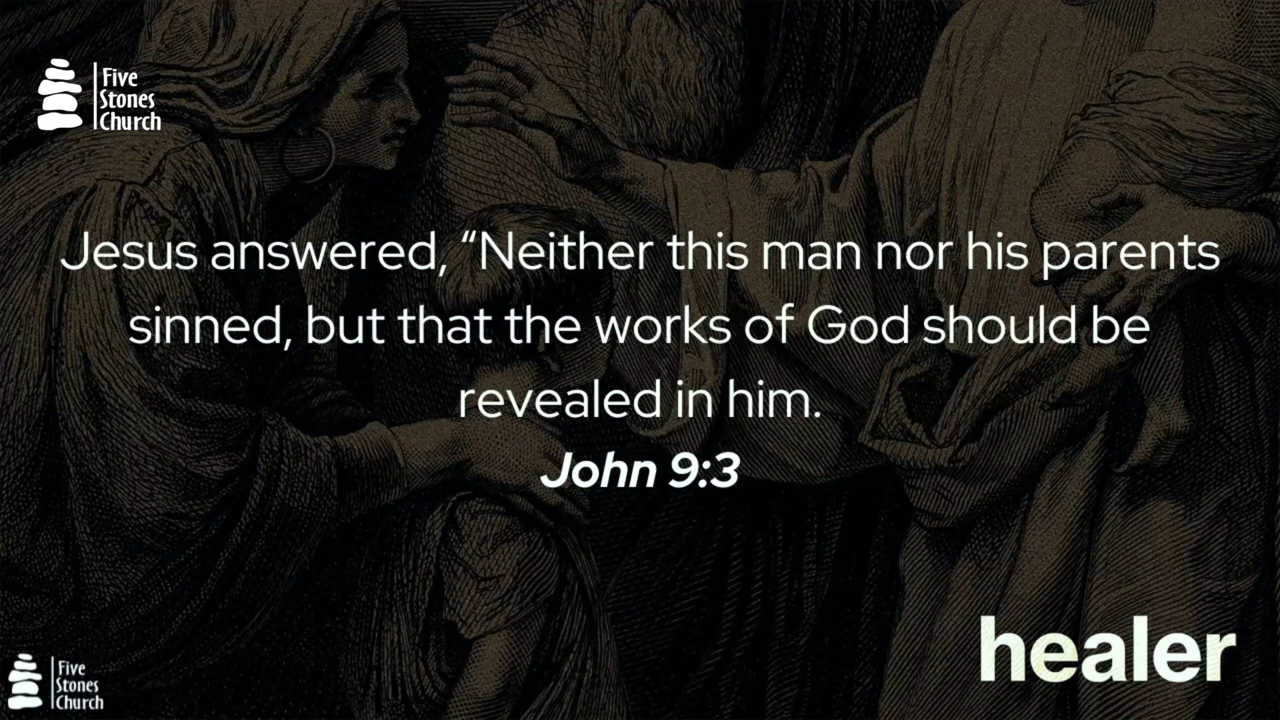 Five
Stones
Church
Jesus answered, “Neither this man nor his parents
sinned, but that the works of God should be
revealed in him.
John 9:3
healer
Five
Stones
Church